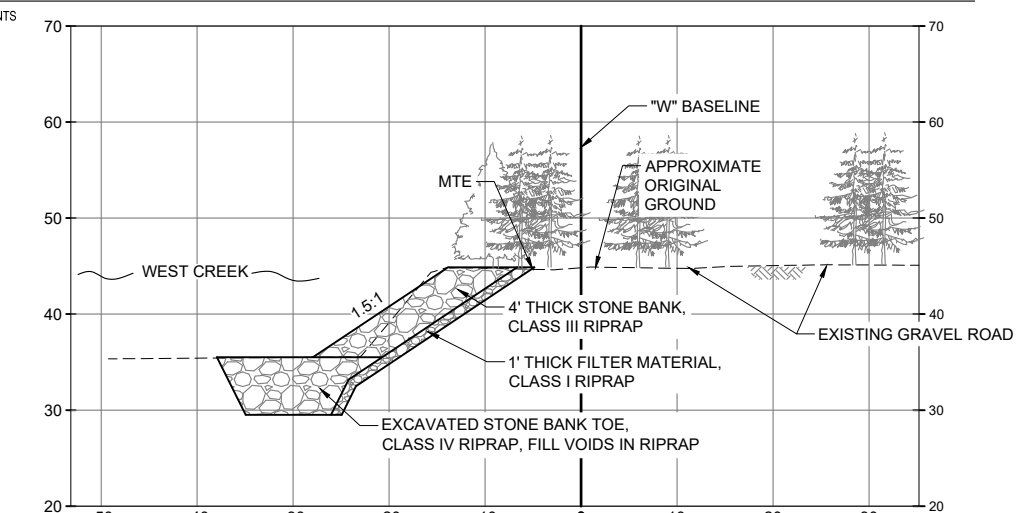 NTS
70
70
60
60
50
50
40
40
30
30
20
20
"W" BASELINE
APPROXIMATE
ORIGINAL
GROUND
MTE
WEST CREEK
1.5:1
4' THICK STONE BANK,
CLASS III RIPRAP
EXISTING GRAVEL ROAD
1' THICK FILTER MATERIAL,
CLASS I RIPRAP
EXCAVATED STONE BANK TOE,
CLASS IV RIPRAP, FILL VOIDS IN RIPRAP